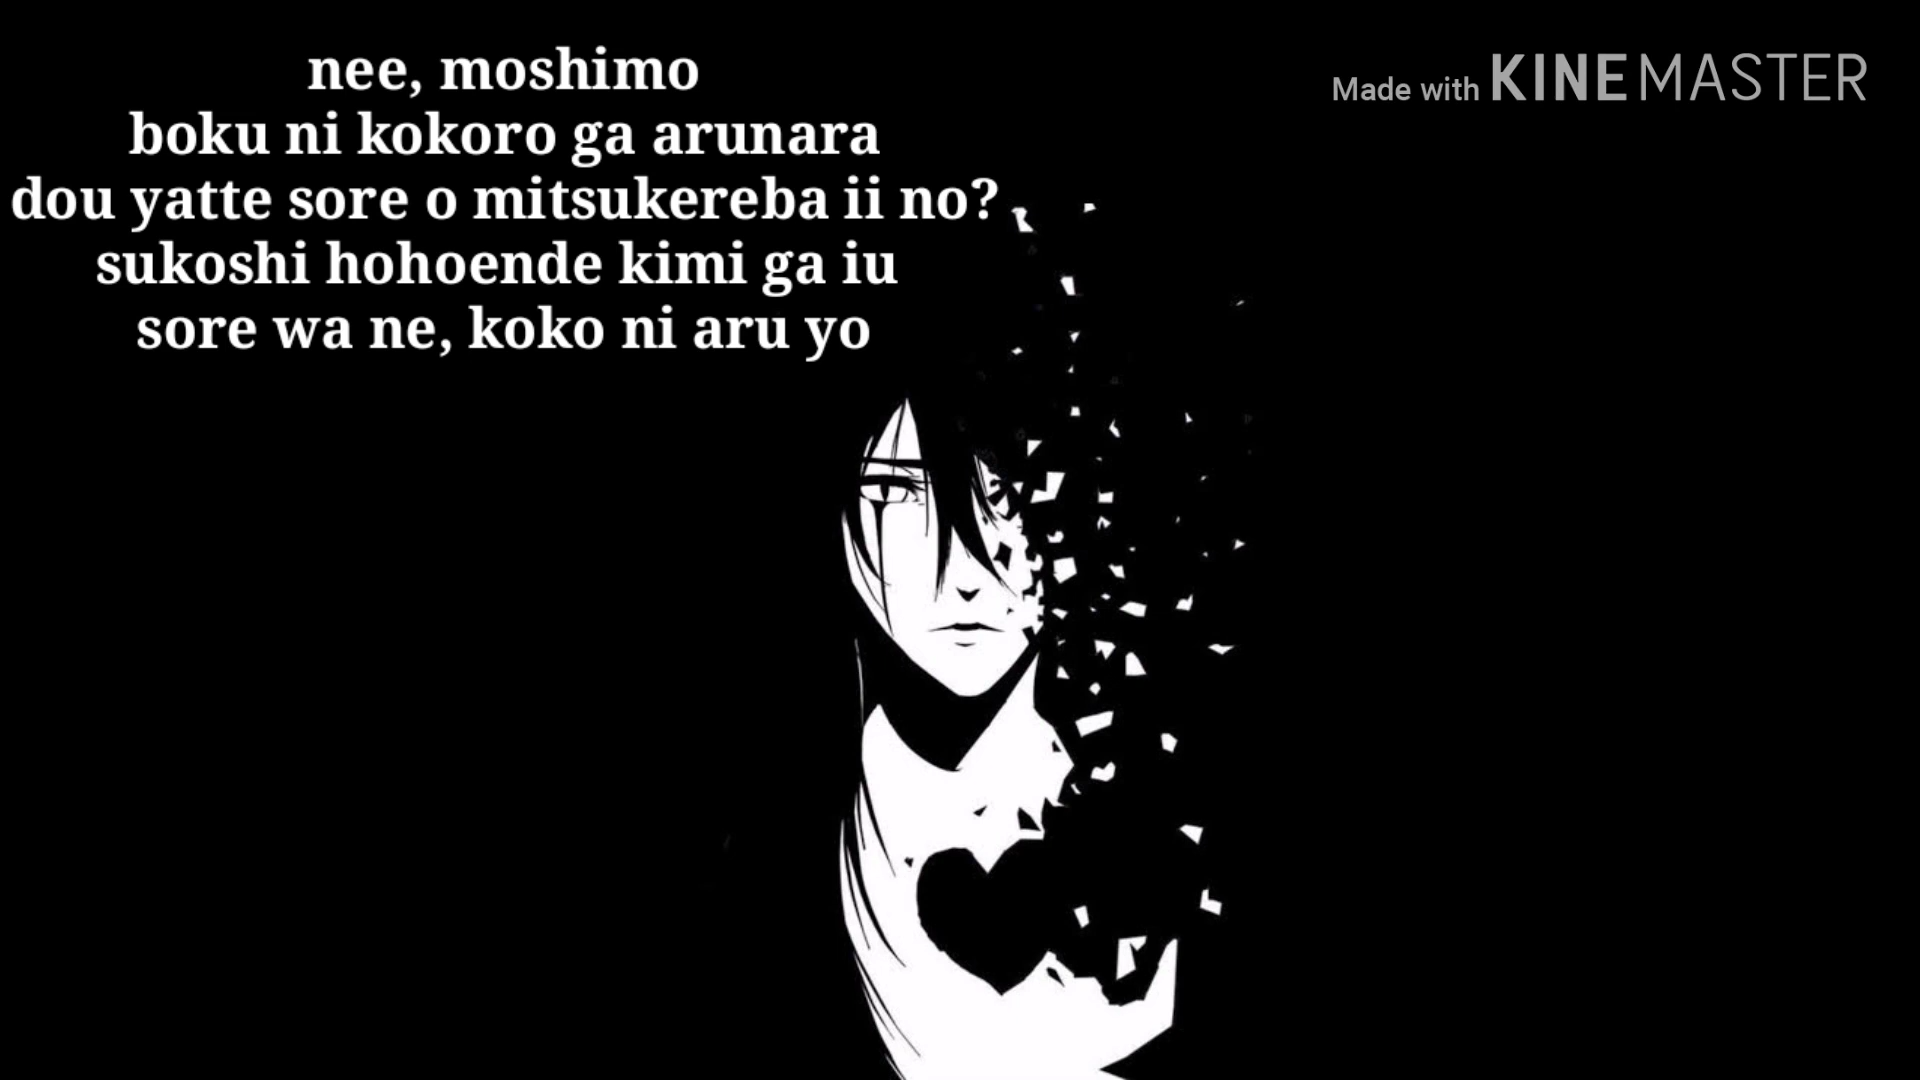 nee, moshimo
boku ni kokoro ga arunara
dou yatte sore o mitsukereba ii no?
sukoshi hohoende kimi ga iu
sore wa ne, koko ni aru yo
Made with KINEMASTER